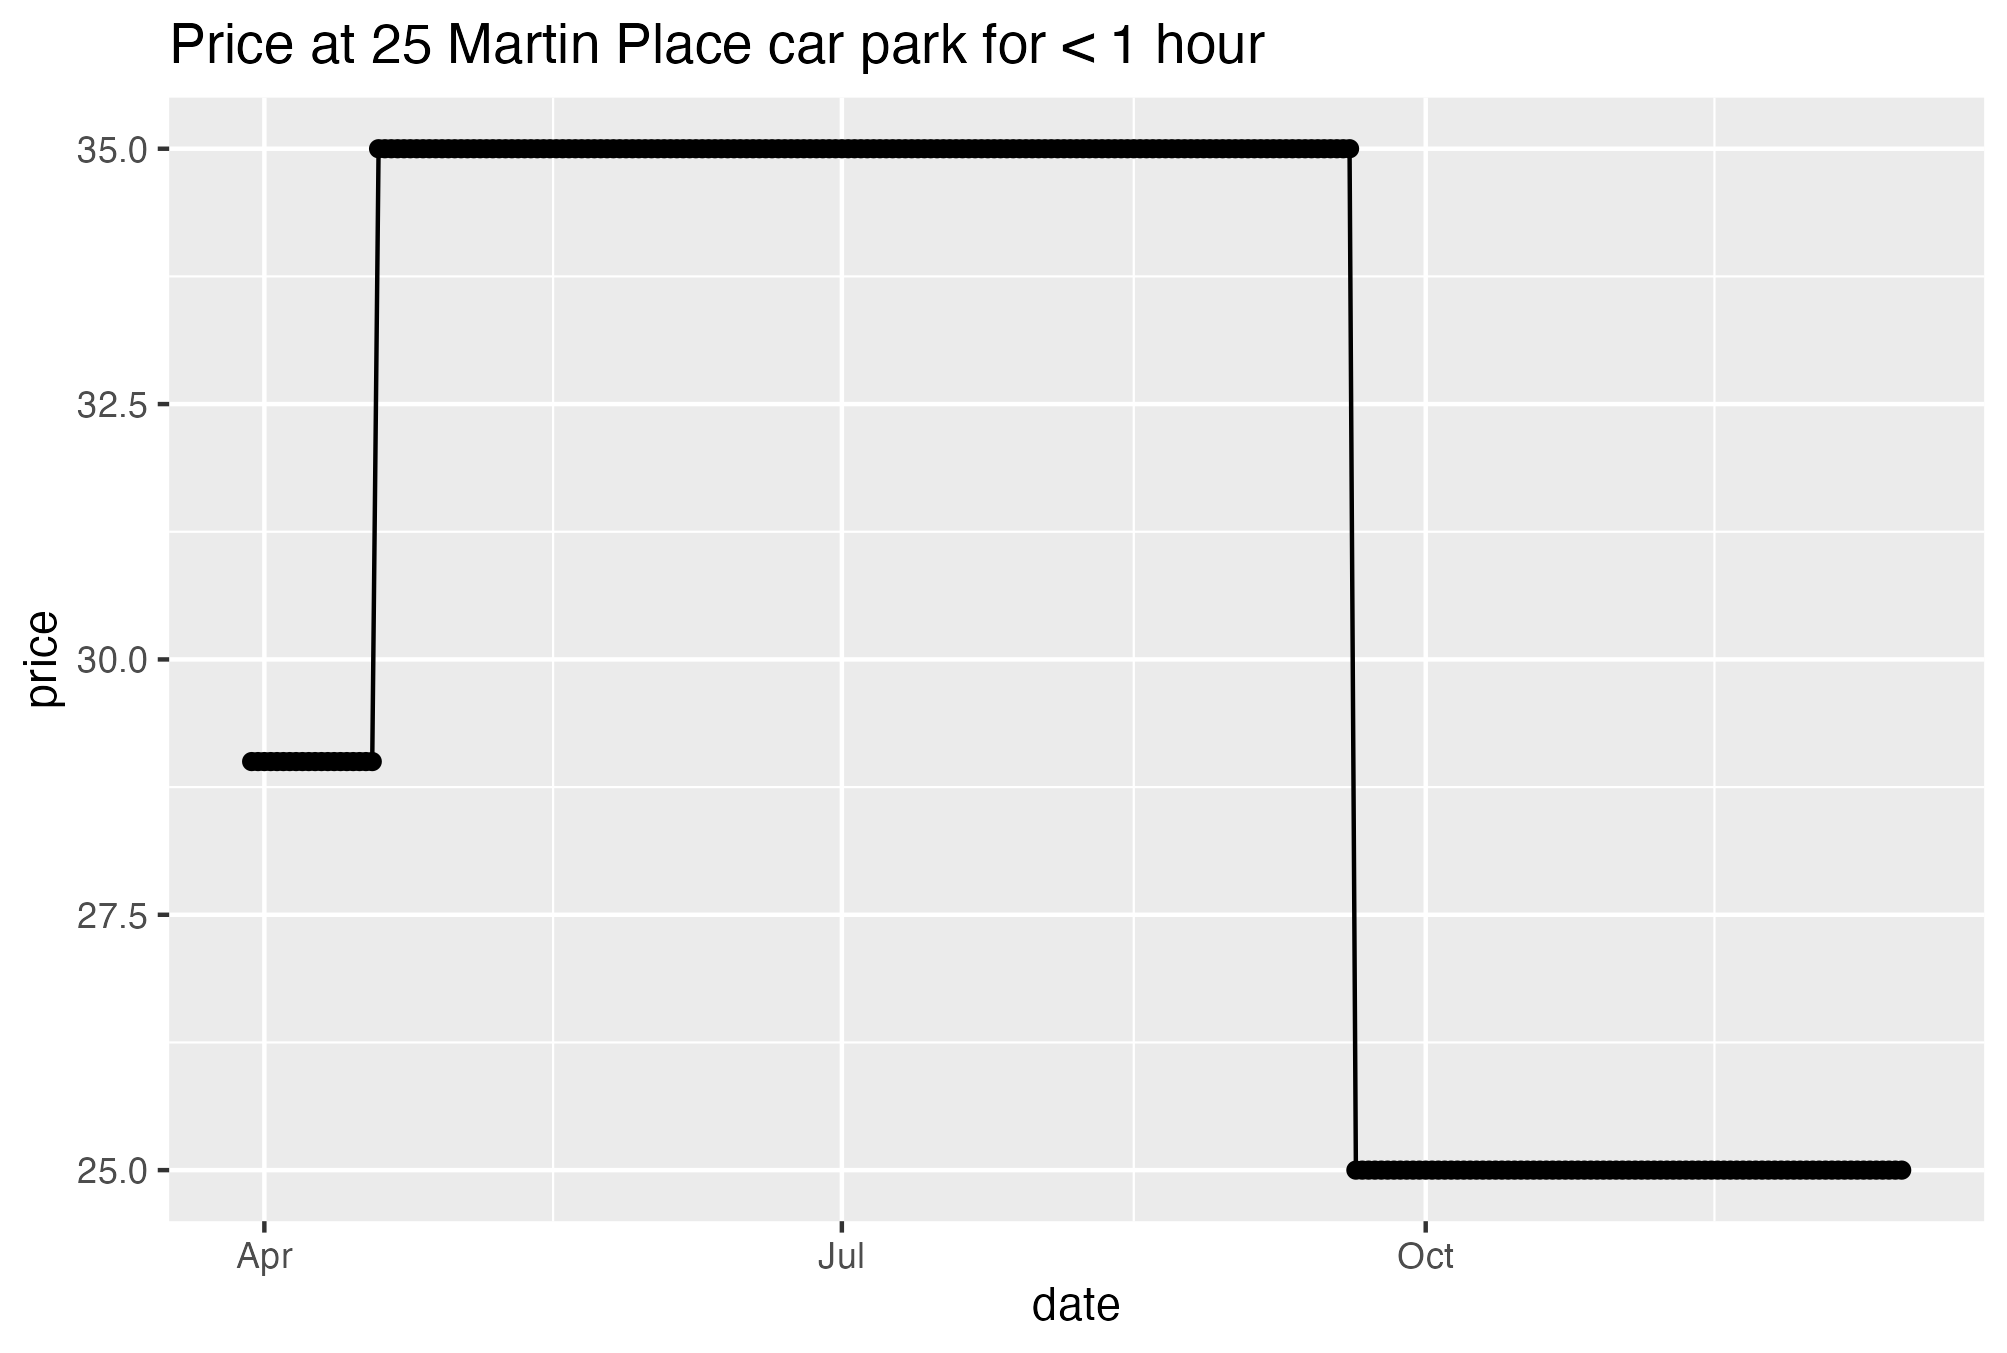 Price at 25 Martin Place car park for < 1 hour
35.0
32.5
30.0
27.5
25.0
price
Apr
Jul
Oct
date